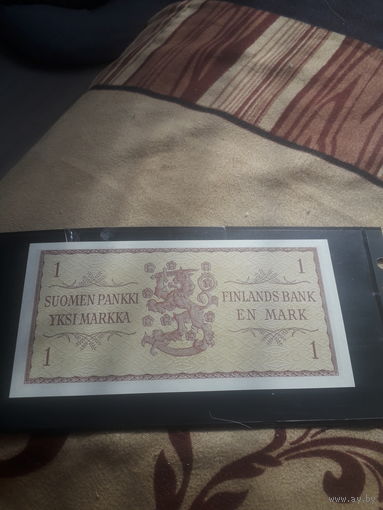 1 1
SUOMEN PANKKI FINLANDS BANK
YKSI MARKKA EN MARK
1 1
www.ay.by